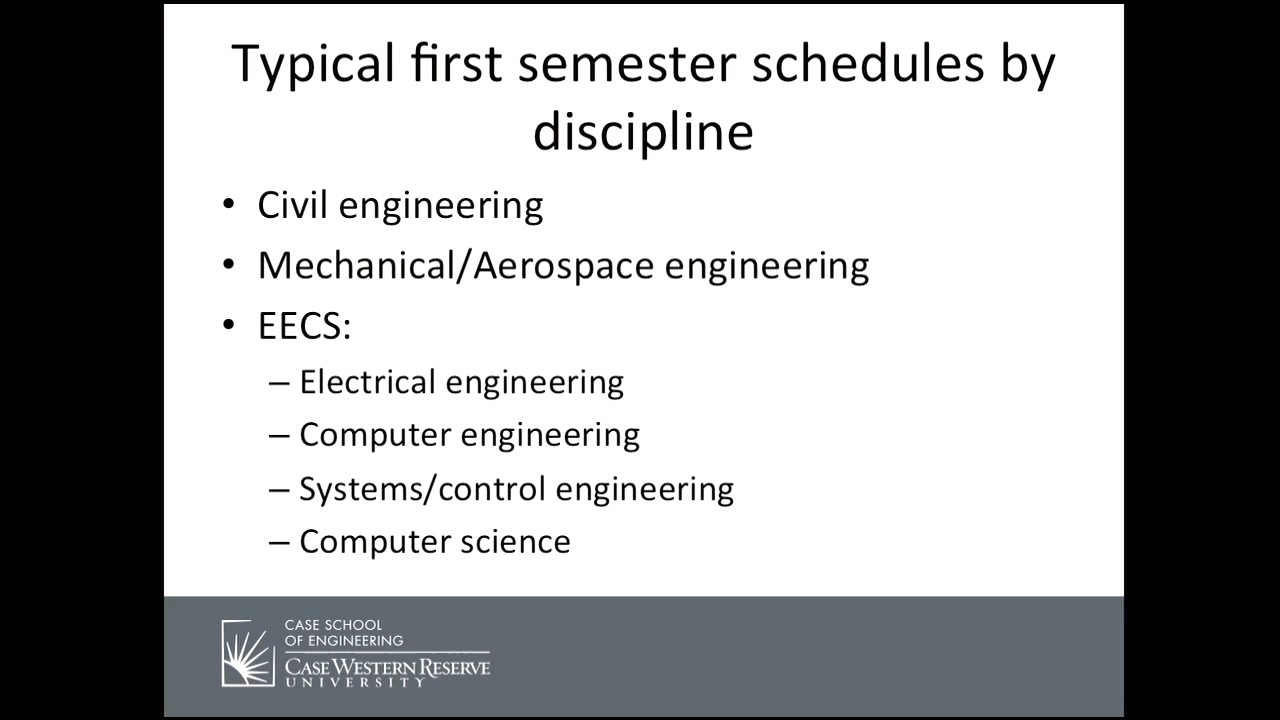 Typical first semester schedules by
discipline
• Civil engineering
• Mechanical/Aerospace engineering
• EECS:
– Electrical engineering
– Computer engineering
– Systems/control engineering
– Computer science
CASE SCHOOL
OF ENGINEERING
CASE WESTERN RESERVE
UNIVERSITY